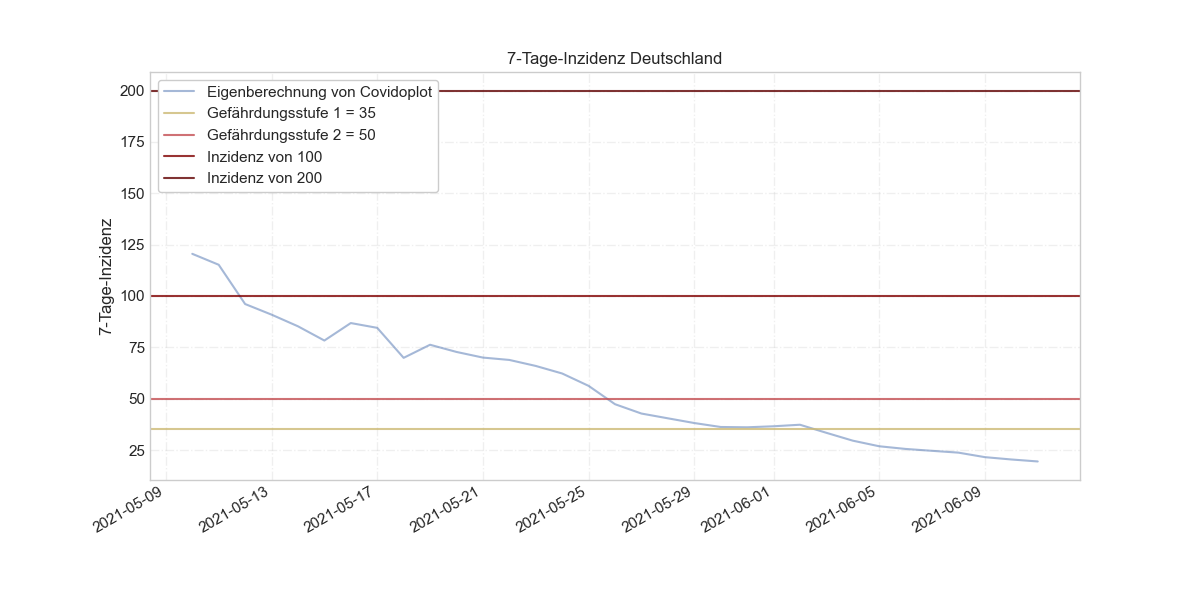 7-Tage-Inzidenz Deutschland
Eigenberechnung von Covidoplot
Gefährdungsstufe 1 = 35
Gefährdungsstufe 2 = 50
Inzidenz von 100
Inzidenz von 200
7-Tage-Inzidenz
200
175
150
125
100
75
50
25
2021-05-09
2021-05-13
2021-05-17
2021-05-21
2021-05-25
2021-05-29
2021-06-01
2021-06-05
2021-06-09